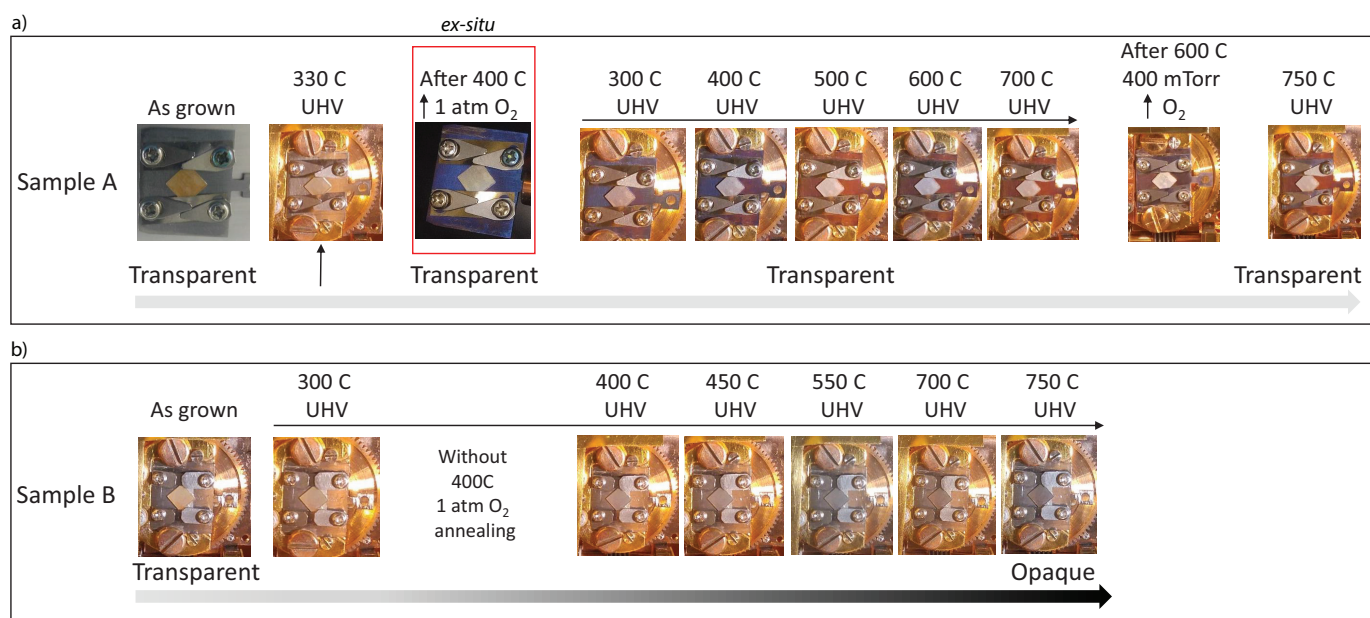 a)
ex-situ
As grown
330 C
UHV
After 400 C
1 atm O₂
300 C
UHV
400 C
UHV
500 C
UHV
600 C
UHV
700 C
UHV
After 600 C
400 mTorr
O₂
750 C
UHV
Sample A
Transparent
Transparent
Transparent
Transparent
b)
As grown
300 C
UHV
Without
400C
1 atm O₂
annealing
400 C
UHV
450 C
UHV
550 C
UHV
700 C
UHV
750 C
UHV
Sample B
Transparent
Opaque